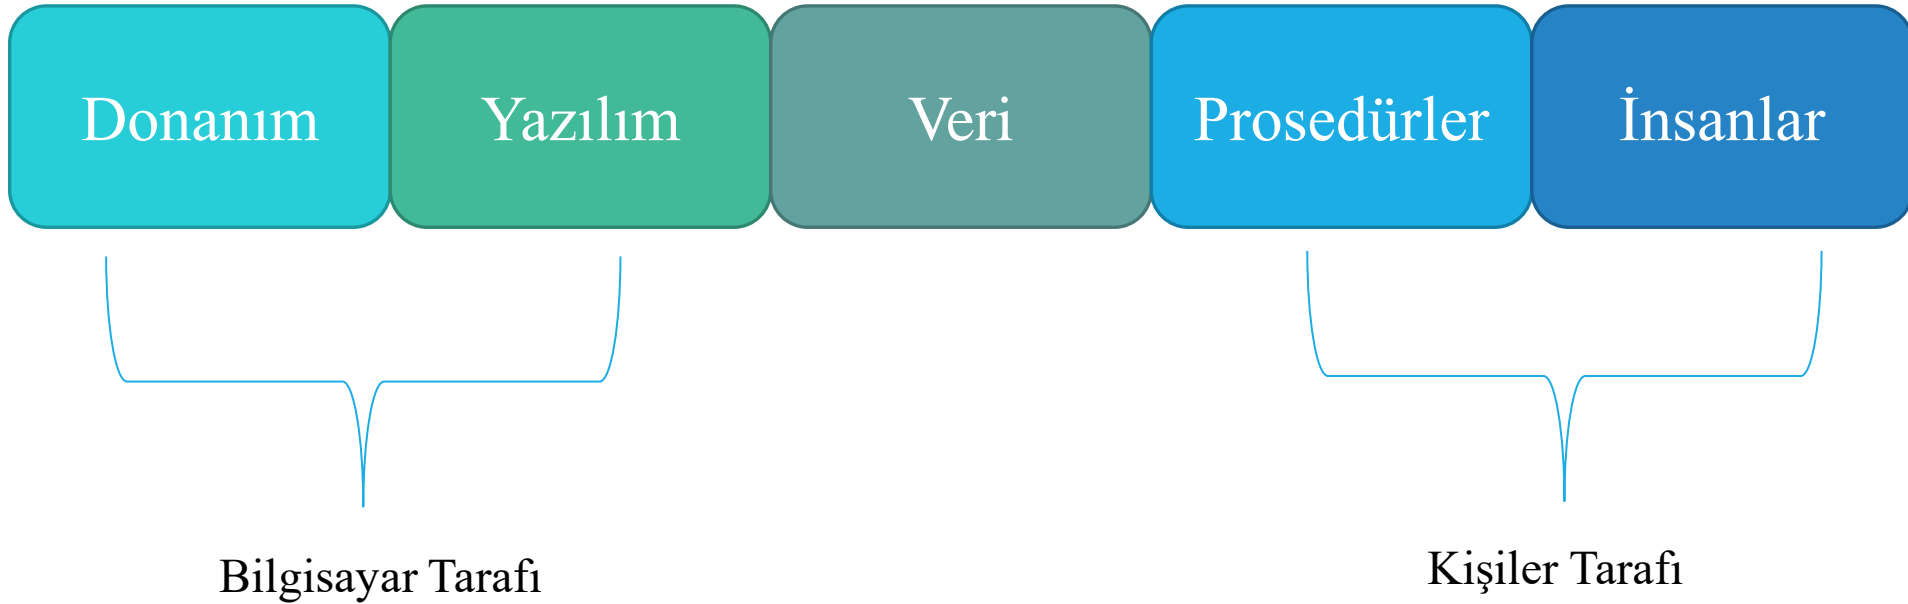 Donanım
Yazılım
Veri
Prosedürler
İnsanlar
Bilgisayar Tarafı
Kişiler Tarafı